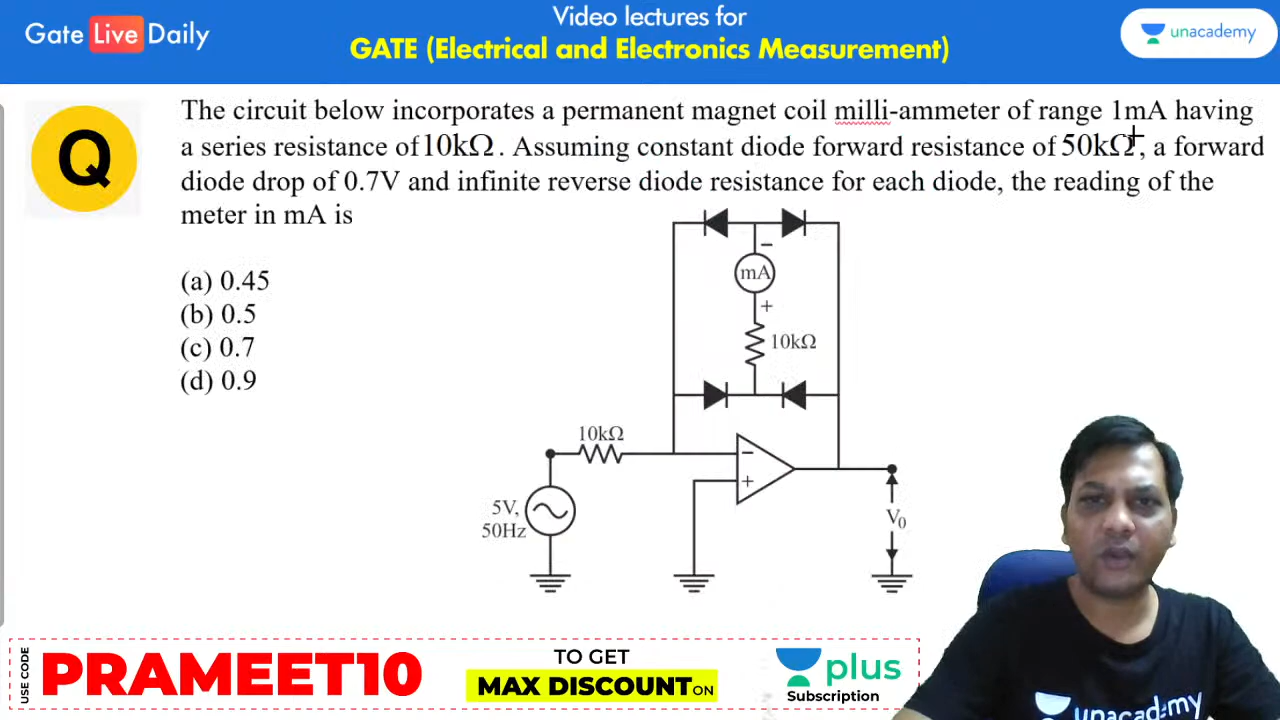 Gate Live Daily
Video lectures for
GATE (Electrical and Electronics Measurement)
unacademy
Q
The circuit below incorporates a permanent magnet coil milli-ammeter of range 1mA having
a series resistance of 10kΩ. Assuming constant diode forward resistance of 50kΩ, a forward
diode drop of 0.7V and infinite reverse diode resistance for each diode, the reading of the
meter in mA is
(a) 0.45
(b) 0.5
(c) 0.7
(d) 0.9
−
mA
+
10kΩ
10kΩ
−
+
5V,
50Hz
V₀
USE CODE
PRAMEET10
TO GET
MAX DISCOUNT ON
plus
Subscription
unacademy